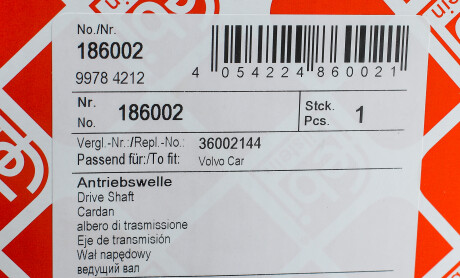 No./Nr.
186002
9978 4212
4 054224 860021
Nr.
No. 186002
Stck.
Pcs. 1
Vergl.-Nr.:/Repl.-No.: 36002144
Passend für:/To fit: Volvo Car
Antriebswelle
Drive Shaft
Cardan
albero di trasmissione
Eje de transmisión
Wał napędowy
ведущий вал